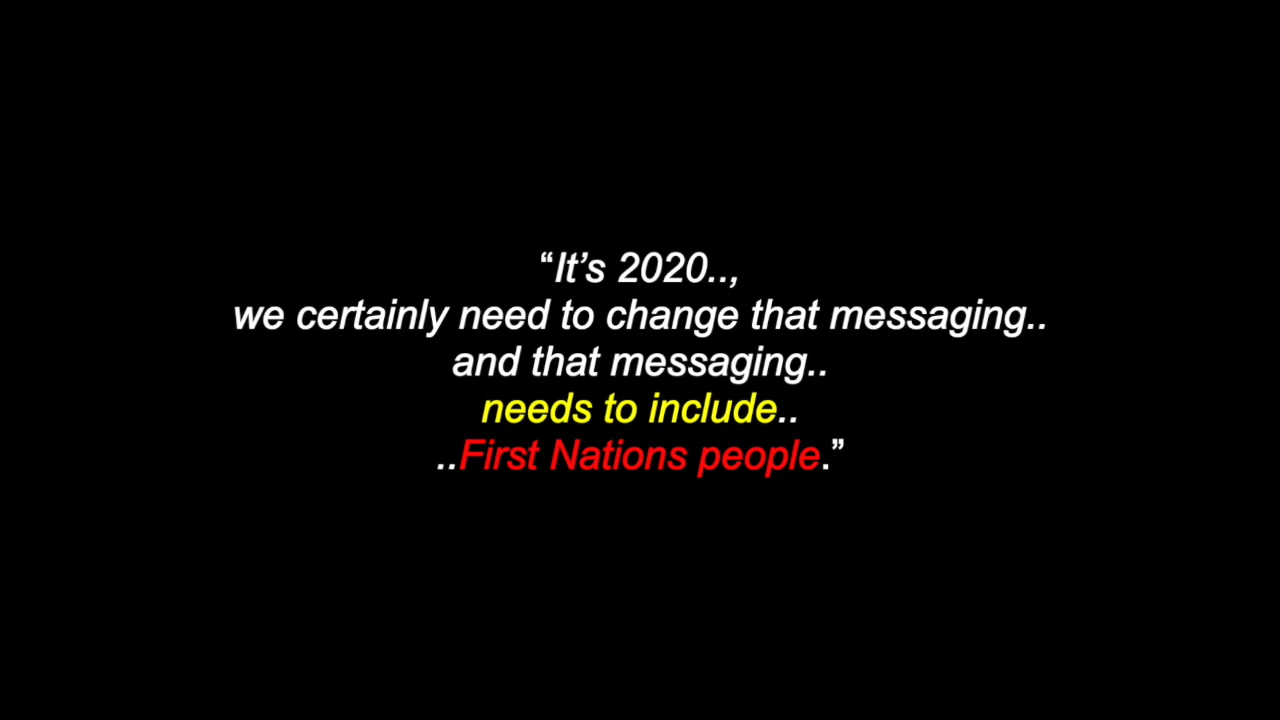 “It’s 2020..,
we certainly need to change that messaging..
and that messaging..
needs to include..
..First Nations people.”